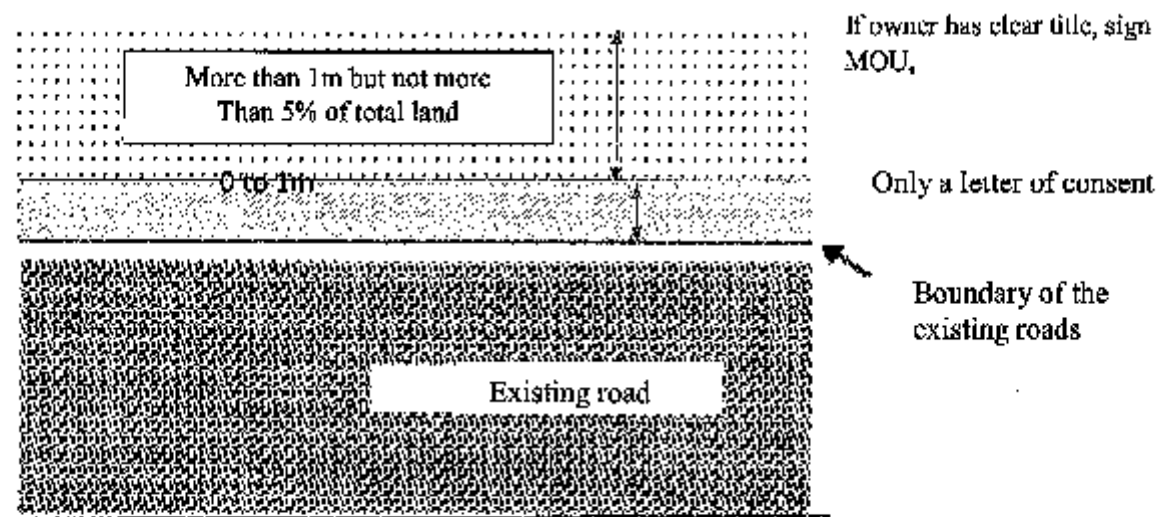 If owner has clear title, sign
MOU,
More than 1m but not more
Than 5% of total land
0 to 1m
Only a letter of consent
Boundary of the
existing roads
Existing road